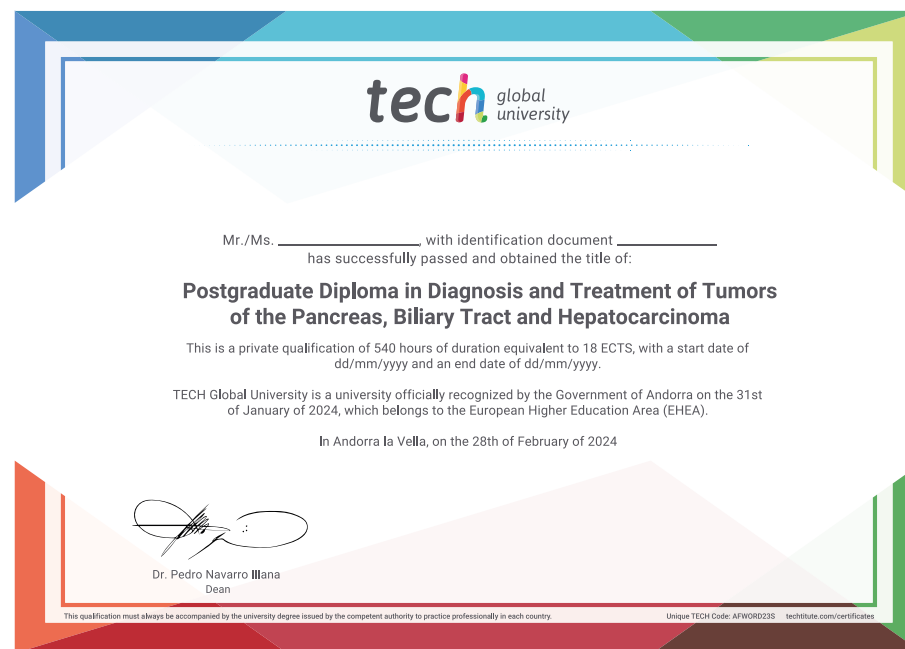 tech global university
Mr./Ms. ____________________, with identification document ______________
has successfully passed and obtained the title of:
Postgraduate Diploma in Diagnosis and Treatment of Tumors
of the Pancreas, Biliary Tract and Hepatocarcinoma
This is a private qualification of 540 hours of duration equivalent to 18 ECTS, with a start date of
dd/mm/yyyy and an end date of dd/mm/yyyy.
TECH Global University is a university officially recognized by the Government of Andorra on the 31st
of January of 2024, which belongs to the European Higher Education Area (EHEA).
In Andorra la Vella, on the 28th of February of 2024
Dr. Pedro Navarro Illana
Dean
This qualification must always be accompanied by the university degree issued by the competent authority to practice professionally in each country. Unique TECH Code: AFWORD23S techtitute.com/certificates